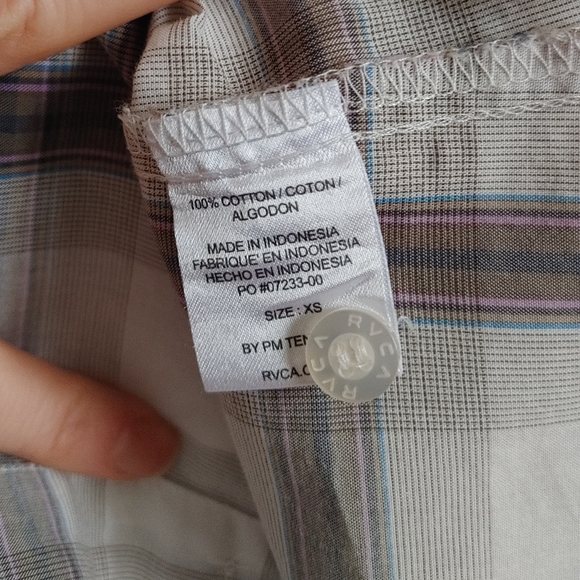 100% COTTON / COTON /
ALGODON
MADE IN INDONESIA
FABRIQUE' EN INDONESIA
HECHO EN INDONESIA
PO #07233-00
SIZE : XS
BY PM
RVCA.
RVCA
RVCA